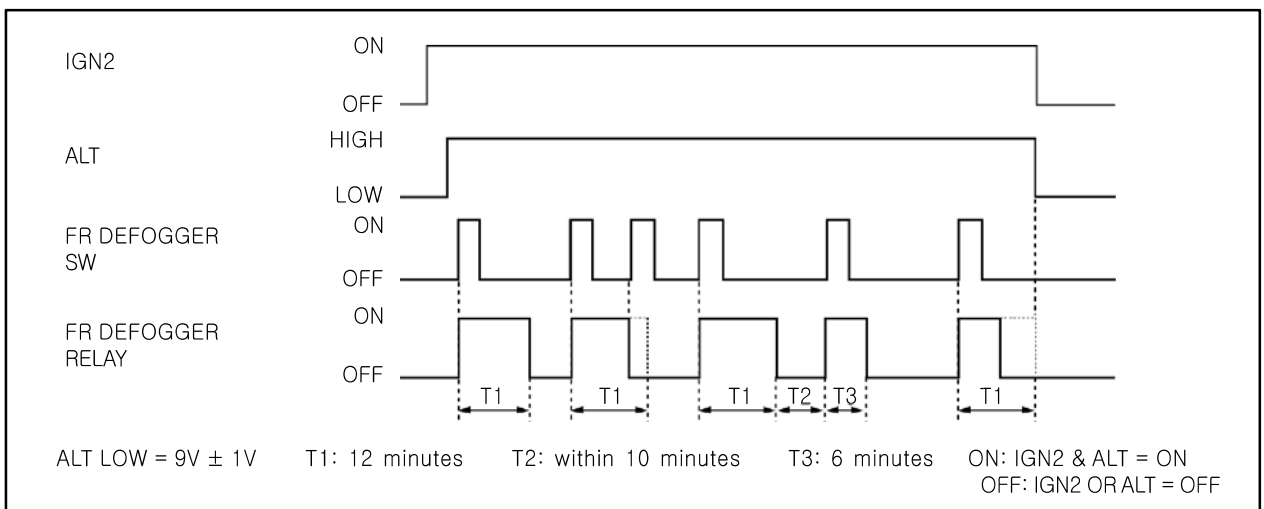 IGN2
ON
OFF
ALT
HIGH
LOW
FR DEFOGGER
SW
ON
OFF
FR DEFOGGER
RELAY
ON
OFF
T1 T1 T1 T2 T3 T1
ALT LOW = 9V ± 1V T1: 12 minutes T2: within 10 minutes T3: 6 minutes ON: IGN2 & ALT = ON
OFF: IGN2 OR ALT = OFF